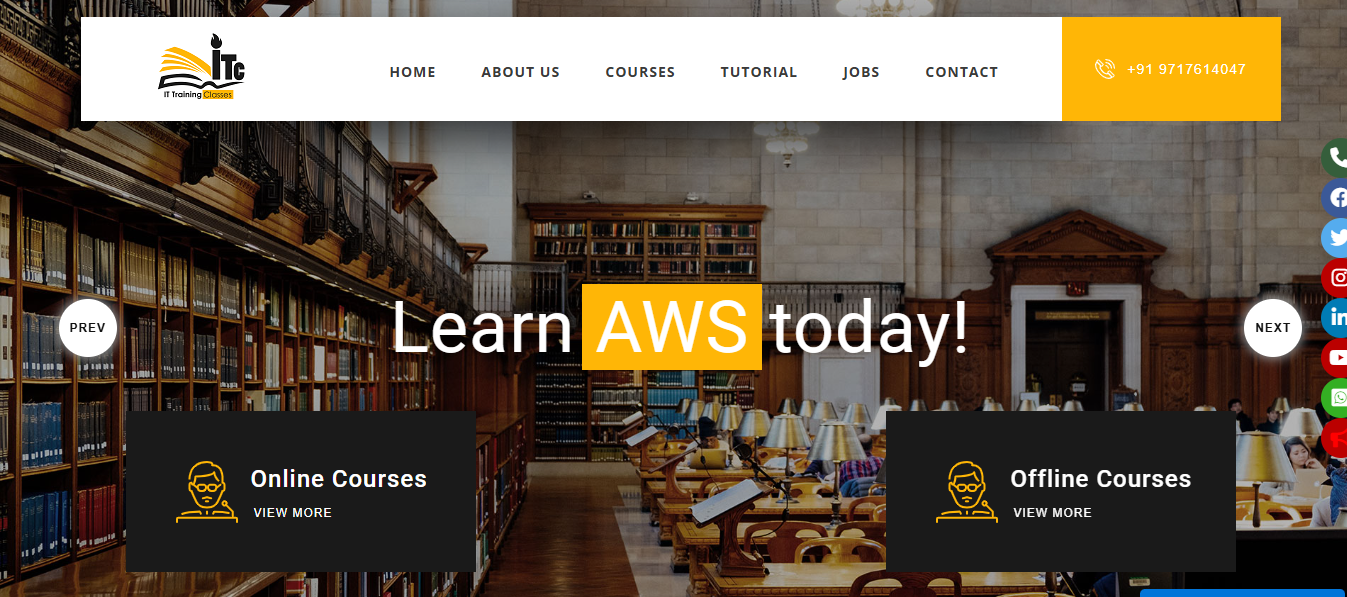 ITc
IT Training Classes
HOME ABOUT US COURSES TUTORIAL JOBS CONTACT
+91 9717614047
PREV
Learn AWS today!
NEXT
Online Courses
VIEW MORE
Offline Courses
VIEW MORE